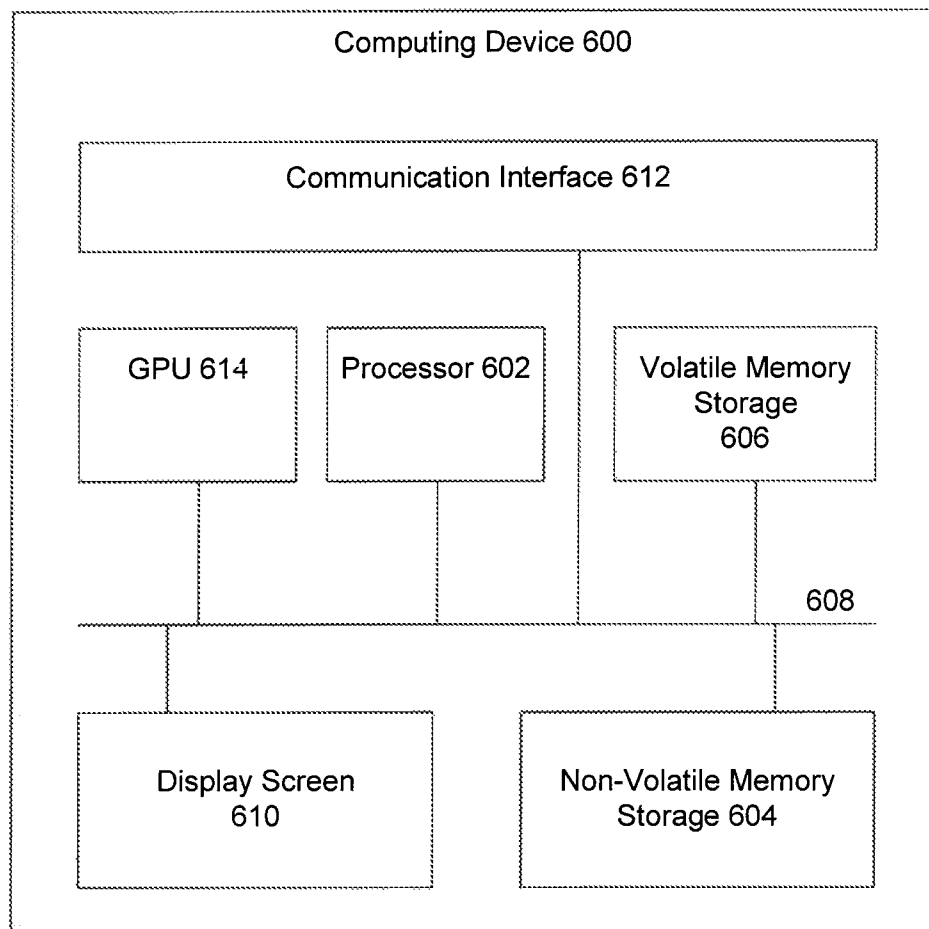 Computing Device 600
Communication Interface 612
GPU 614
Processor 602
Volatile Memory
Storage
606
608
Display Screen
610
Non-Volatile Memory
Storage 604